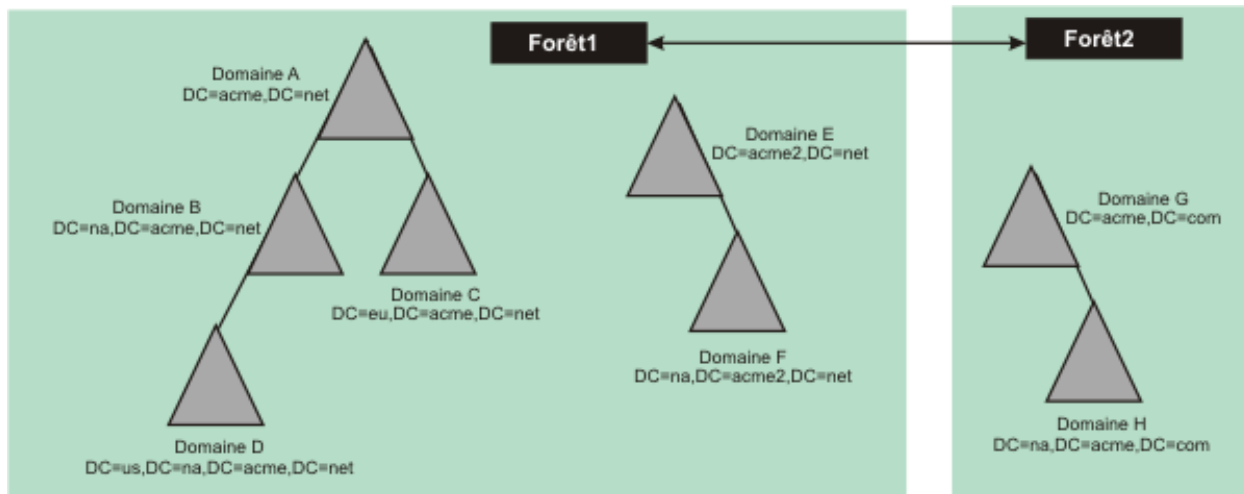 Forêt1
Forêt2
Domaine A
DC=acme,DC=net
Domaine B
DC=na,DC=acme,DC=net
Domaine C
DC=eu,DC=acme,DC=net
Domaine D
DC=us,DC=na,DC=acme,DC=net
Domaine E
DC=acme2,DC=net
Domaine F
DC=na,DC=acme2,DC=net
Domaine G
DC=acme,DC=com
Domaine H
DC=na,DC=acme,DC=com